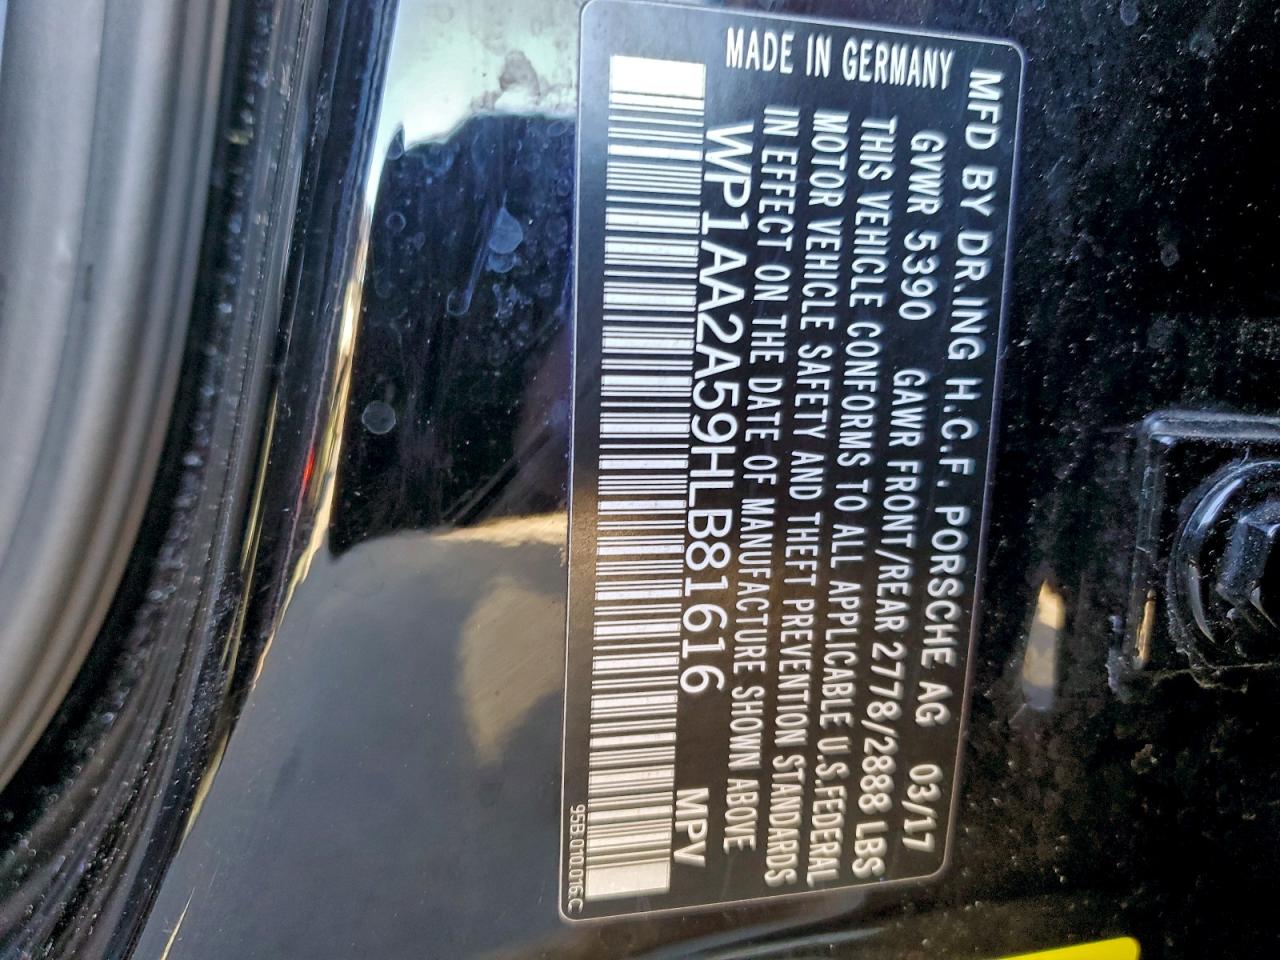 MFD BY DR.ING H.C.F. PORSCHE AG 03/17
GVWR 5390 GAWR FRONT/REAR 2778/2888 LBS
THIS VEHICLE CONFORMS TO ALL APPLICABLE U.S.FEDERAL
MOTOR VEHICLE SAFETY AND THEFT PREVENTION STANDARDS
IN EFFECT ON THE DATE OF MANUFACTURE SHOWN ABOVE
MADE IN GERMANY
WP1AA2A59HLB81616 MPV
95B.010.016.C